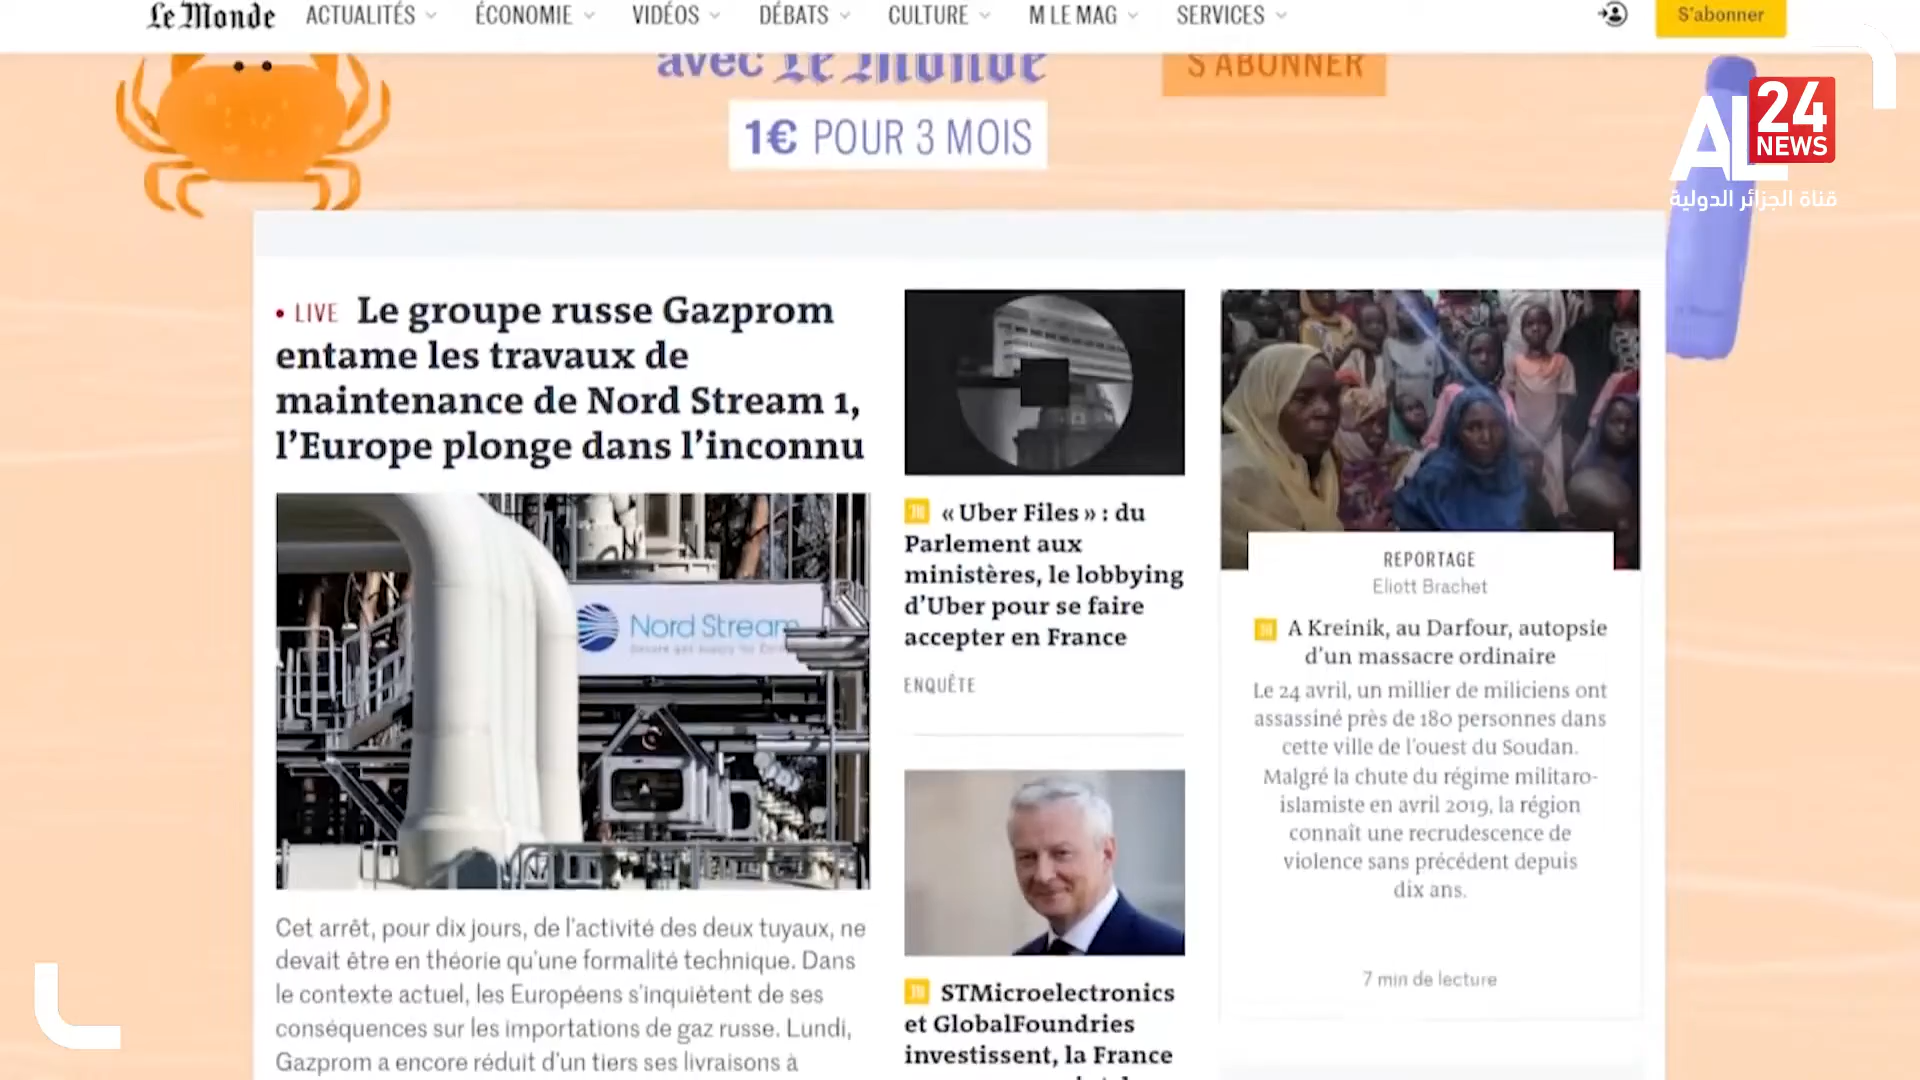 Le Monde
ACTUALITÉS
ÉCONOMIE
VIDÉOS
DÉBATS
CULTURE
M LE MAG
SERVICES
S'abonner
avec Le Monde
S'ABONNER
1€ POUR 3 MOIS
AL
24
NEWS
قناة الجزائر الدولية
• LIVE Le groupe russe Gazprom
entame les travaux de
maintenance de Nord Stream 1,
l'Europe plonge dans l'inconnu
Nord Stream
Cet arrêt, pour dix jours, de l'activité des deux tuyaux, ne
devait être en théorie qu'une formalité technique. Dans
le contexte actuel, les Européens s'inquiètent de ses
conséquences sur les importations de gaz russe. Lundi,
Gazprom a encore réduit d'un tiers ses livraisons à
« Uber Files » : du
Parlement aux
ministères, le lobbying
d'Uber pour se faire
accepter en France
ENQUÊTE
STMicroelectronics
et GlobalFoundries
investissent, la France
REPORTAGE
Eliott Brachet
A Kreinik, au Darfour, autopsie
d'un massacre ordinaire
Le 24 avril, un millier de miliciens ont
assassiné près de 180 personnes dans
cette ville de l'ouest du Soudan.
Malgré la chute du régime militaro-
islamiste en avril 2019, la région
connaît une recrudescence de
violence sans précédent depuis
dix ans.
7 min de lecture